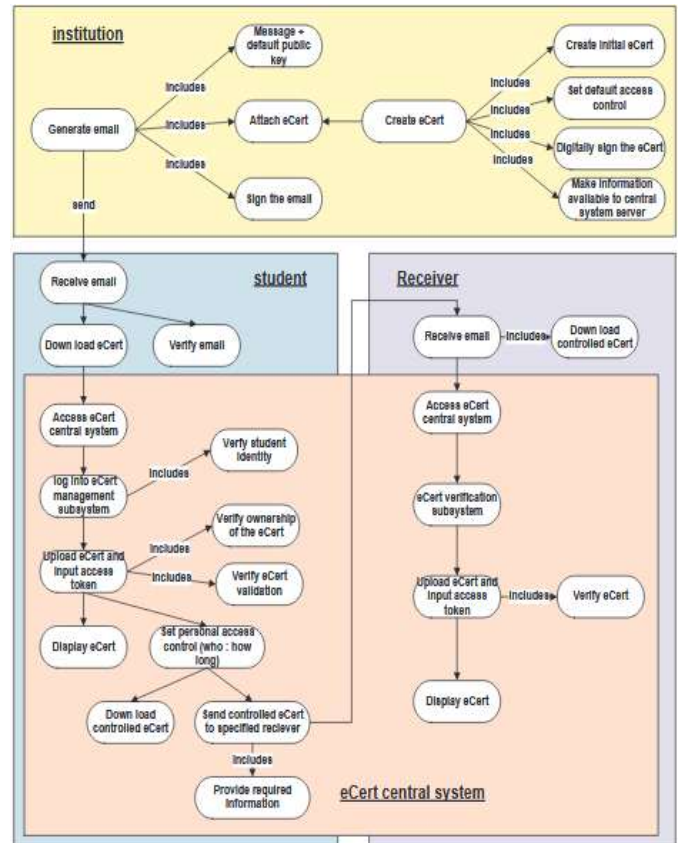 institution
Message +
default public
key
Create initial eCert
Includes
Includes
Set default access
control
Includes
Generate email
Includes
Attach eCert
Create eCert
Includes
Digitally sign the eCert
Includes
Includes
Make information
available to central
system server
Sign the email
send
student
Receiver
Receive email
Down load eCert
Verify email
Receive email
Includes
Down load
controlled eCert
Access eCert
central system
Access eCert
central system
Verfy student
Identity
log into eCert
management
subsystem
Includes
eCert verification
subsystem
Verify ownership
of the eCert
Includes
Upload eCert and
Input access
token
Includes
Verify eCert
validation
Upload eCert and
Input access
token
Includes
Verify eCert
Display eCert
Set personal access
control (who : how
long)
Down load
controlled eCert
Send controlled eCert
to specified reciever
Display eCert
Includes
Provide required
Information
eCert central system